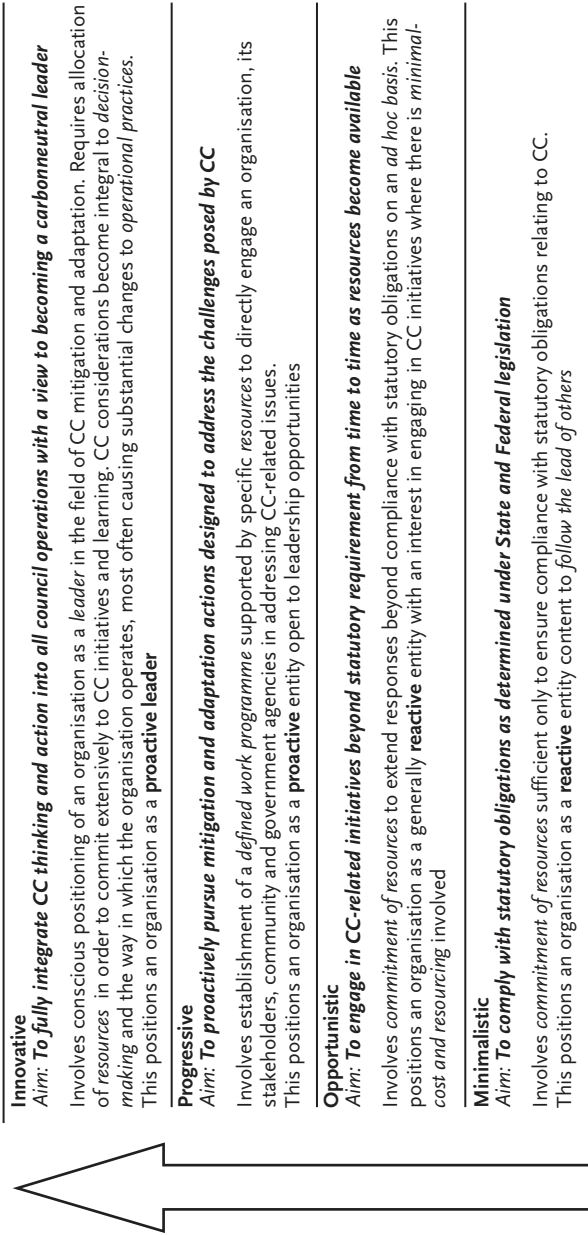 Innovative
Aim: To fully integrate CC thinking and action into all council operations with a view to becoming a carbonneutral leader
Involves conscious positioning of an organisation as a leader in the field of CC mitigation and adaptation. Requires allocation
of resources in order to commit extensively to CC initiatives and learning. CC considerations become integral to decision-
making and the way in which the organisation operates, most often causing substantial changes to operational practices.
This positions an organisation as a proactive leader
Progressive
Aim: To proactively pursue mitigation and adaptation actions designed to address the challenges posed by CC
Involves establishment of a defined work programme supported by specific resources to directly engage an organisation, its
stakeholders, community and government agencies in addressing CC-related issues.
This positions an organisation as a proactive entity open to leadership opportunities
Opportunistic
Aim: To engage in CC-related initiatives beyond statutory requirement from time to time as resources become available
Involves commitment of resources to extend responses beyond compliance with statutory obligations on an ad hoc basis. This
positions an organisation as a generally reactive entity with an interest in engaging in CC initiatives where there is minimal-
cost and resourcing involved
Minimalistic
Aim: To comply with statutory obligations as determined under State and Federal legislation
Involves commitment of resources sufficient only to ensure compliance with statutory obligations relating to CC.
This positions an organisation as a reactive entity content to follow the lead of others